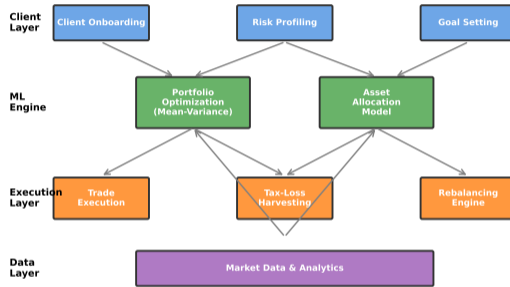 Client
Layer
Client Onboarding
Risk Profiling
Goal Setting
ML
Engine
Portfolio
Optimization
(Mean-Variance)
Asset
Allocation
Model
Execution
Layer
Trade
Execution
Tax-Loss
Harvesting
Rebalancing
Engine
Data
Layer
Market Data & Analytics